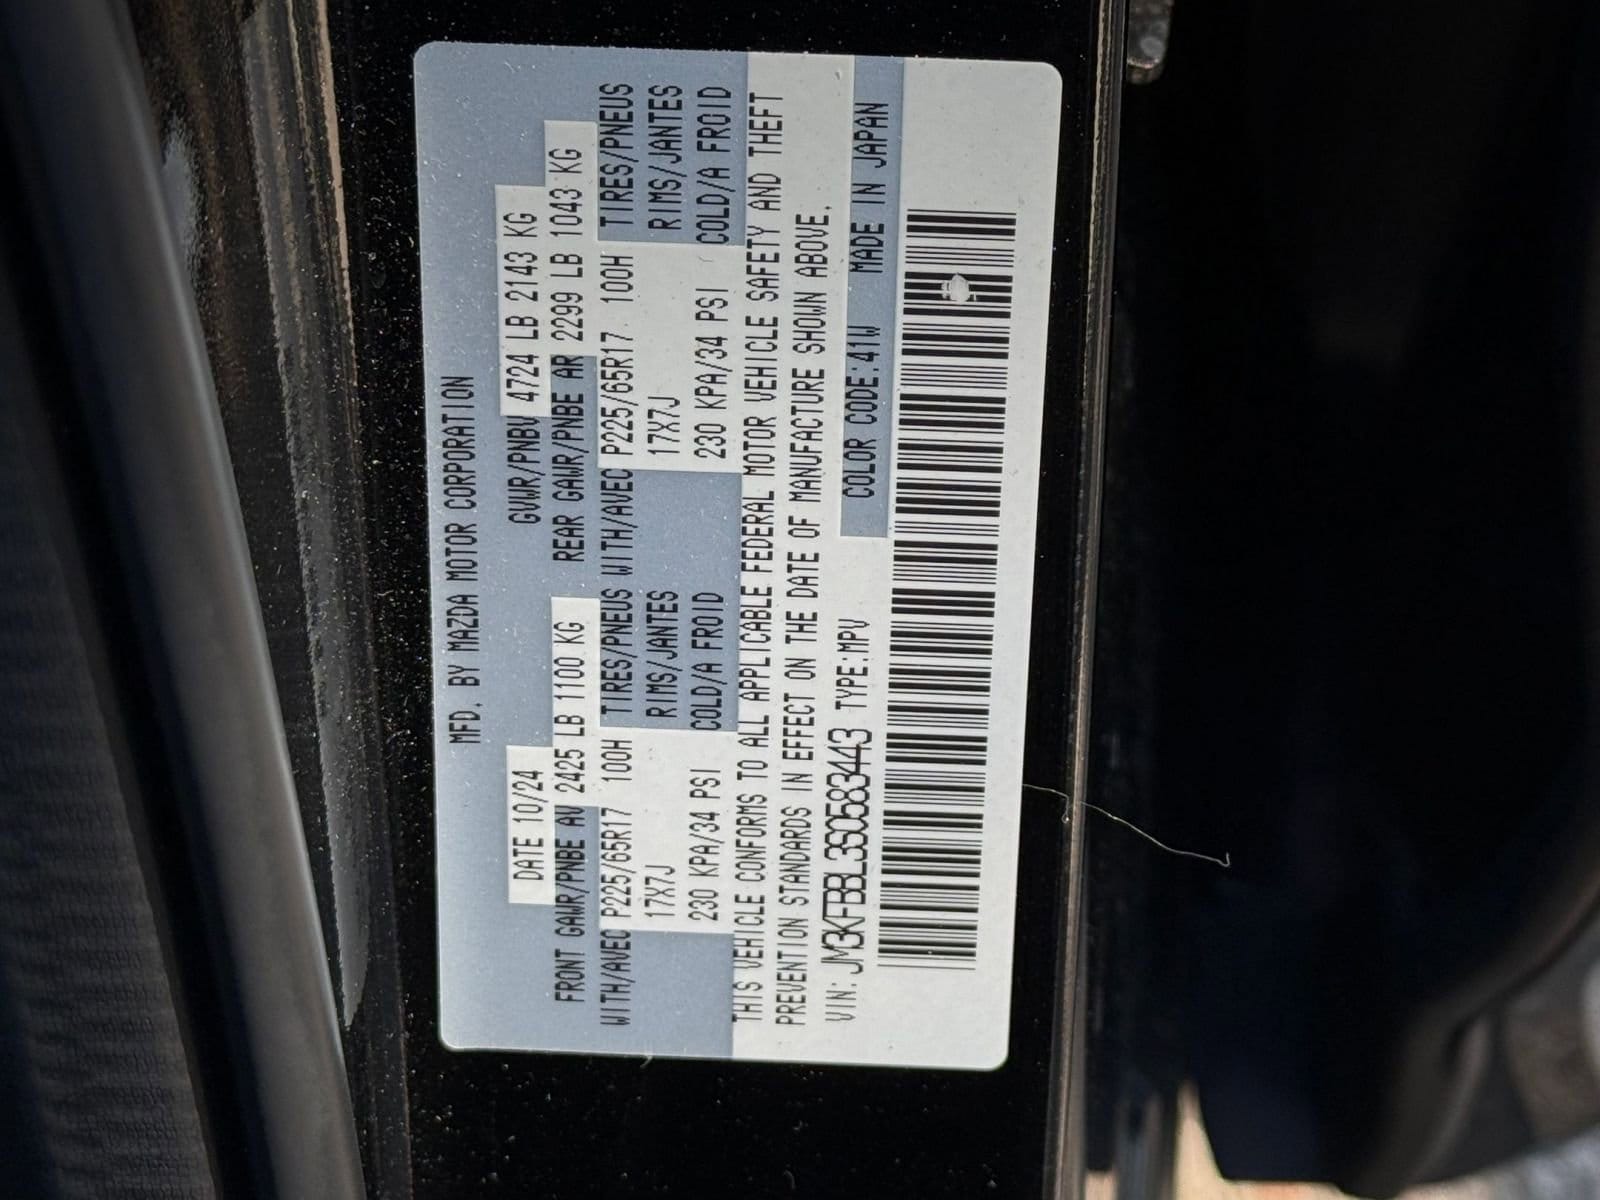 MFD. BY MAZDA MOTOR CORPORATION
DATE 10/24 GVWR/PNBV 4724 LB 2143 KG
FRONT GAWR/PNBE AV 2425 LB 1100 KG REAR GAWR/PNBE AR 2299 LB 1043 KG
WITH/AVEC P225/65R17 100H TIRES/PNEUS WITH/AVEC P225/65R17 100H TIRES/PNEUS
17X7J RIMS/JANTES 17X7J RIMS/JANTES
230 KPA/34 PSI COLD/A FROID 230 KPA/34 PSI COLD/A FROID
THIS VEHICLE CONFORMS TO ALL APPLICABLE FEDERAL MOTOR VEHICLE SAFETY AND THEFT
PREVENTION STANDARDS IN EFFECT ON THE DATE OF MANUFACTURE SHOWN ABOVE.
VIN: JM3KFBBL3S0583443 TYPE:MPV COLOR CODE:41W MADE IN JAPAN